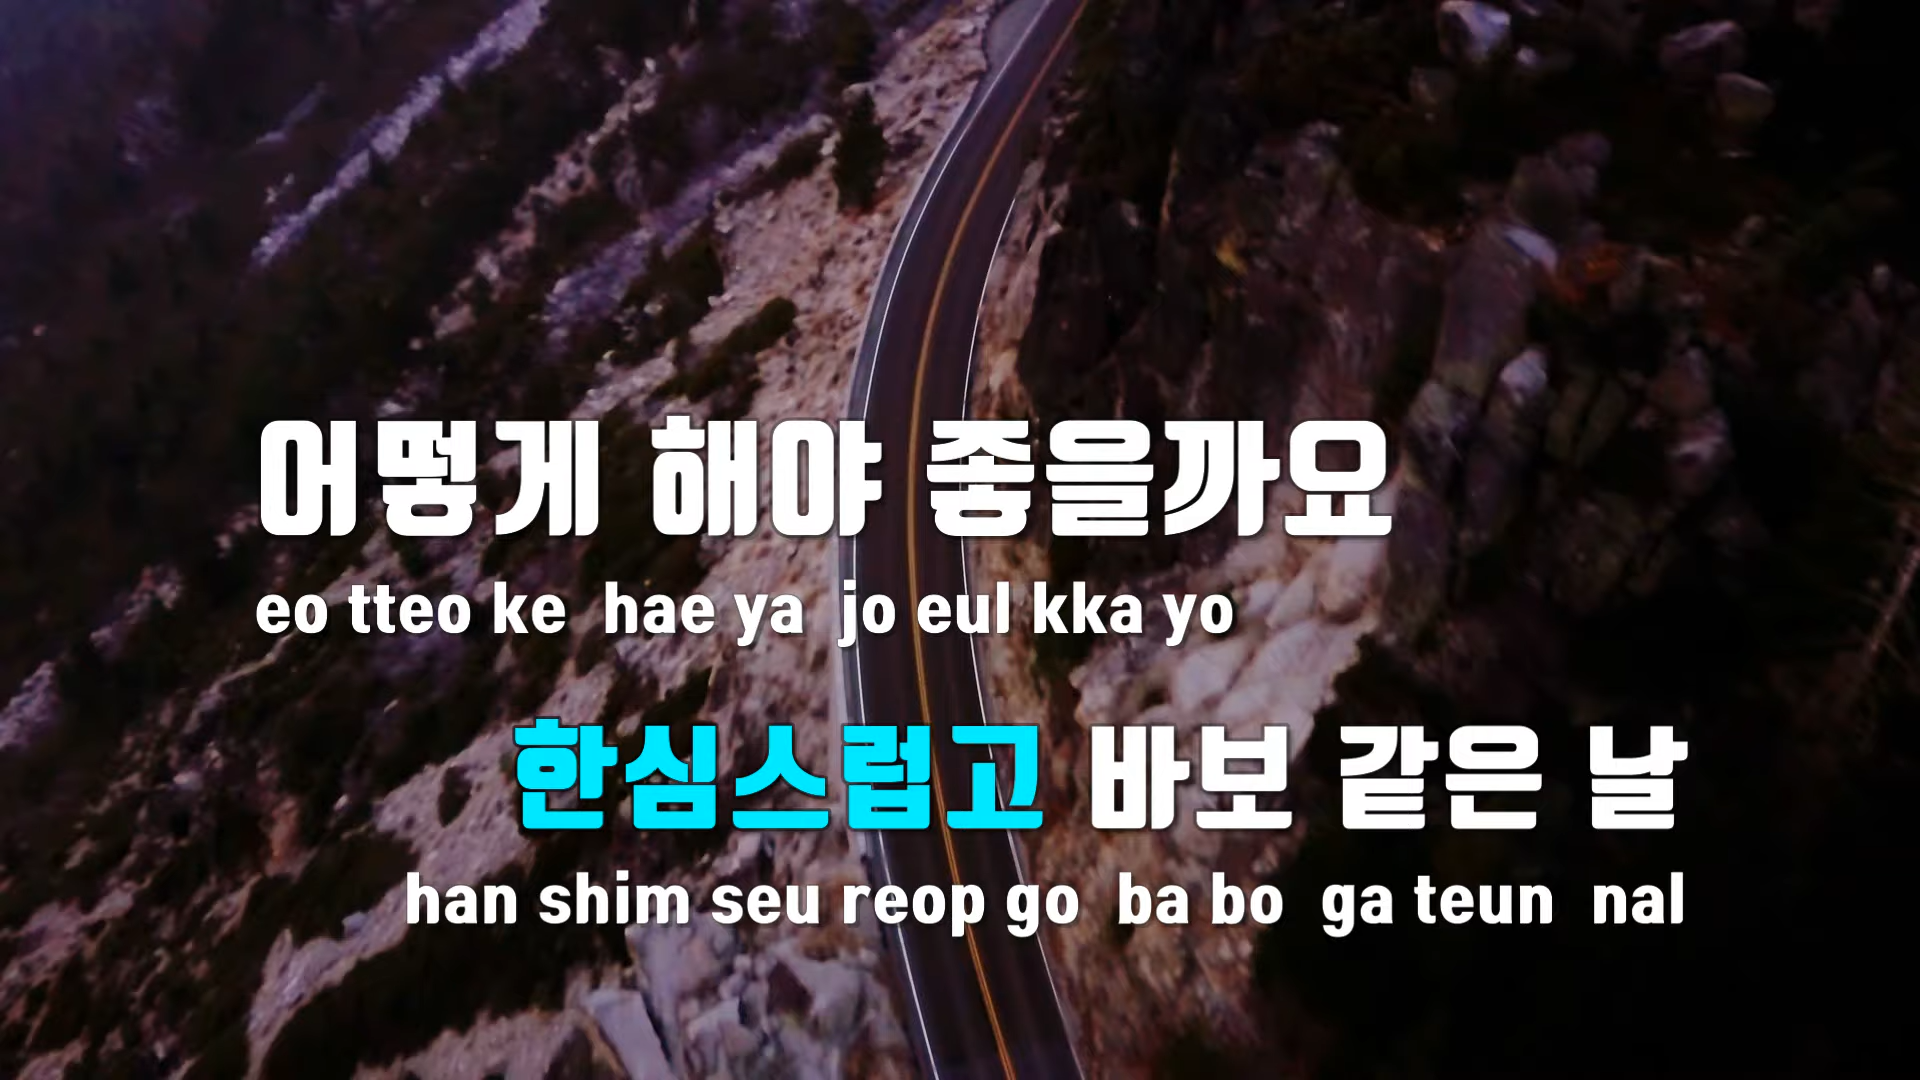 어떻게 해야 좋을까요
eo tteo ke hae ya jo eul kka yo
한심스럽고 바보 같은 날
han shim seu reop go ba bo ga teun nal